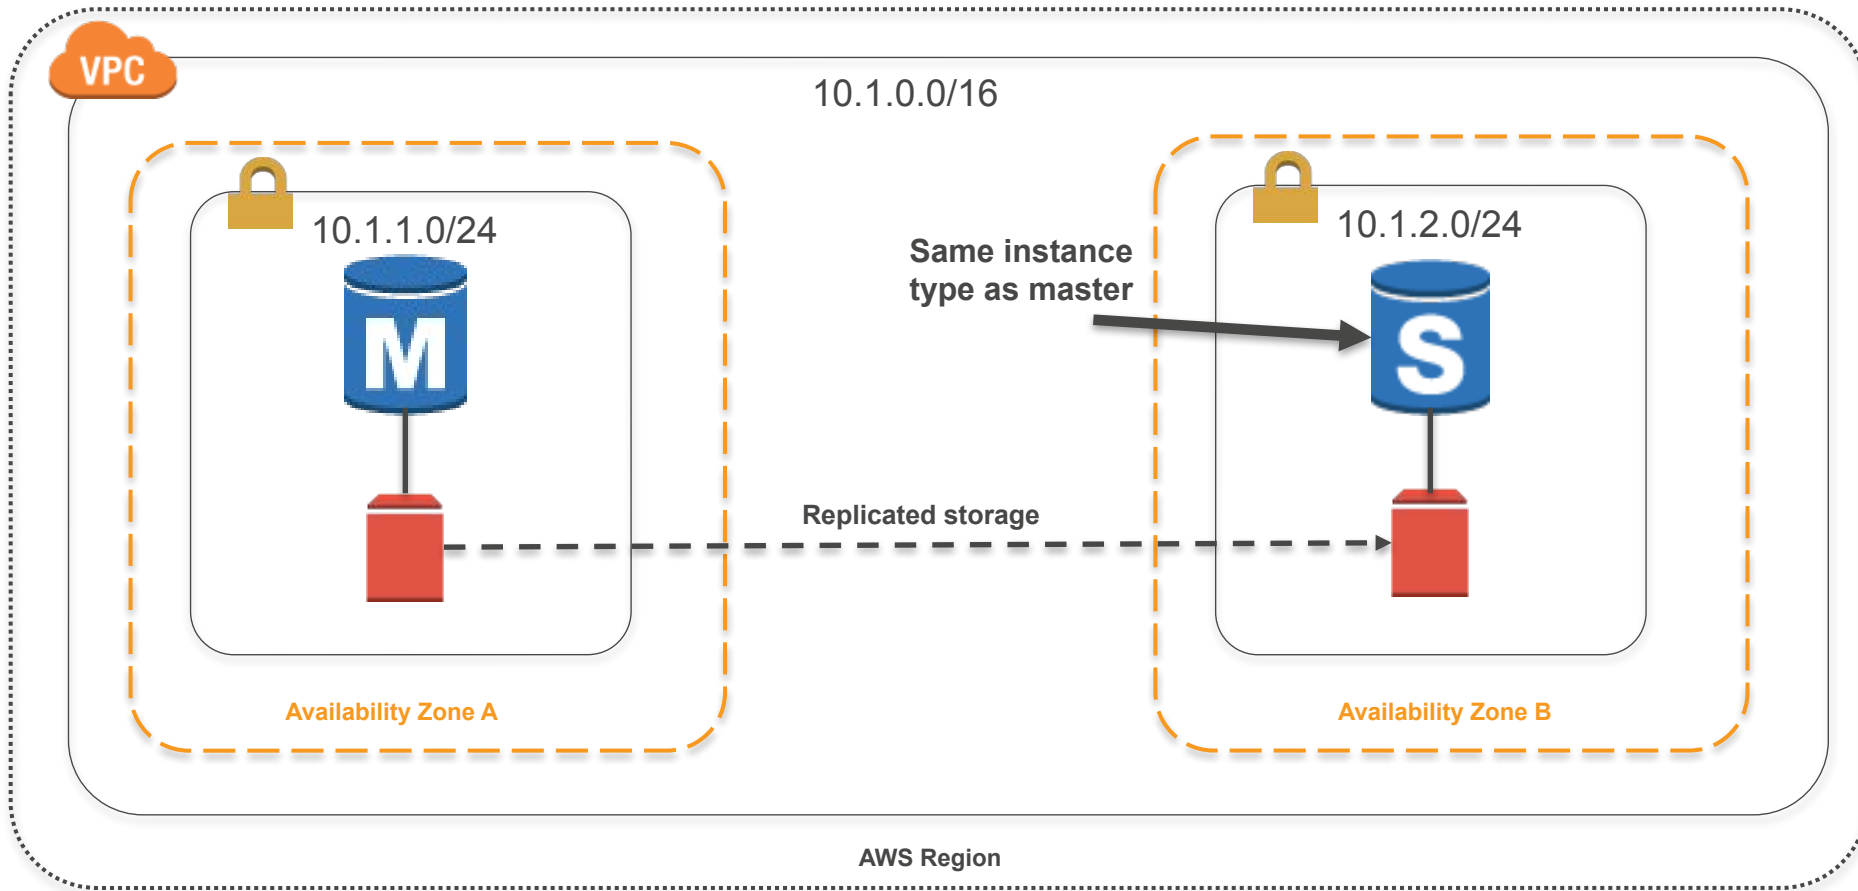 VPC
10.1.0.0/16
10.1.1.0/24
M
Same instance
type as master
10.1.2.0/24
S
Replicated storage
Availability Zone A
Availability Zone B
AWS Region